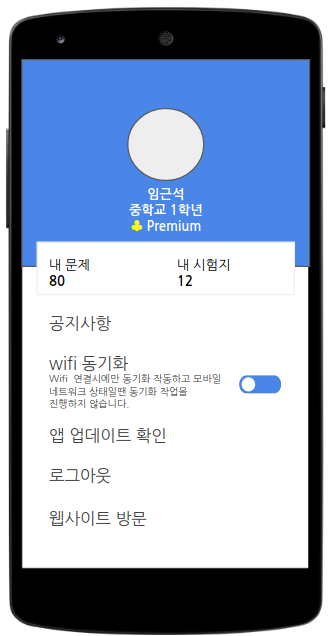 임근석
중학교 1학년
Premium
내 문제 내 시험지
80 12
공지사항
wifi 동기화
Wifi 연결시에만 동기화 작동하고 모바일
네트워크 상태일땐 동기화 작업을
진행하지 않습니다.
앱 업데이트 확인
로그아웃
웹사이트 방문